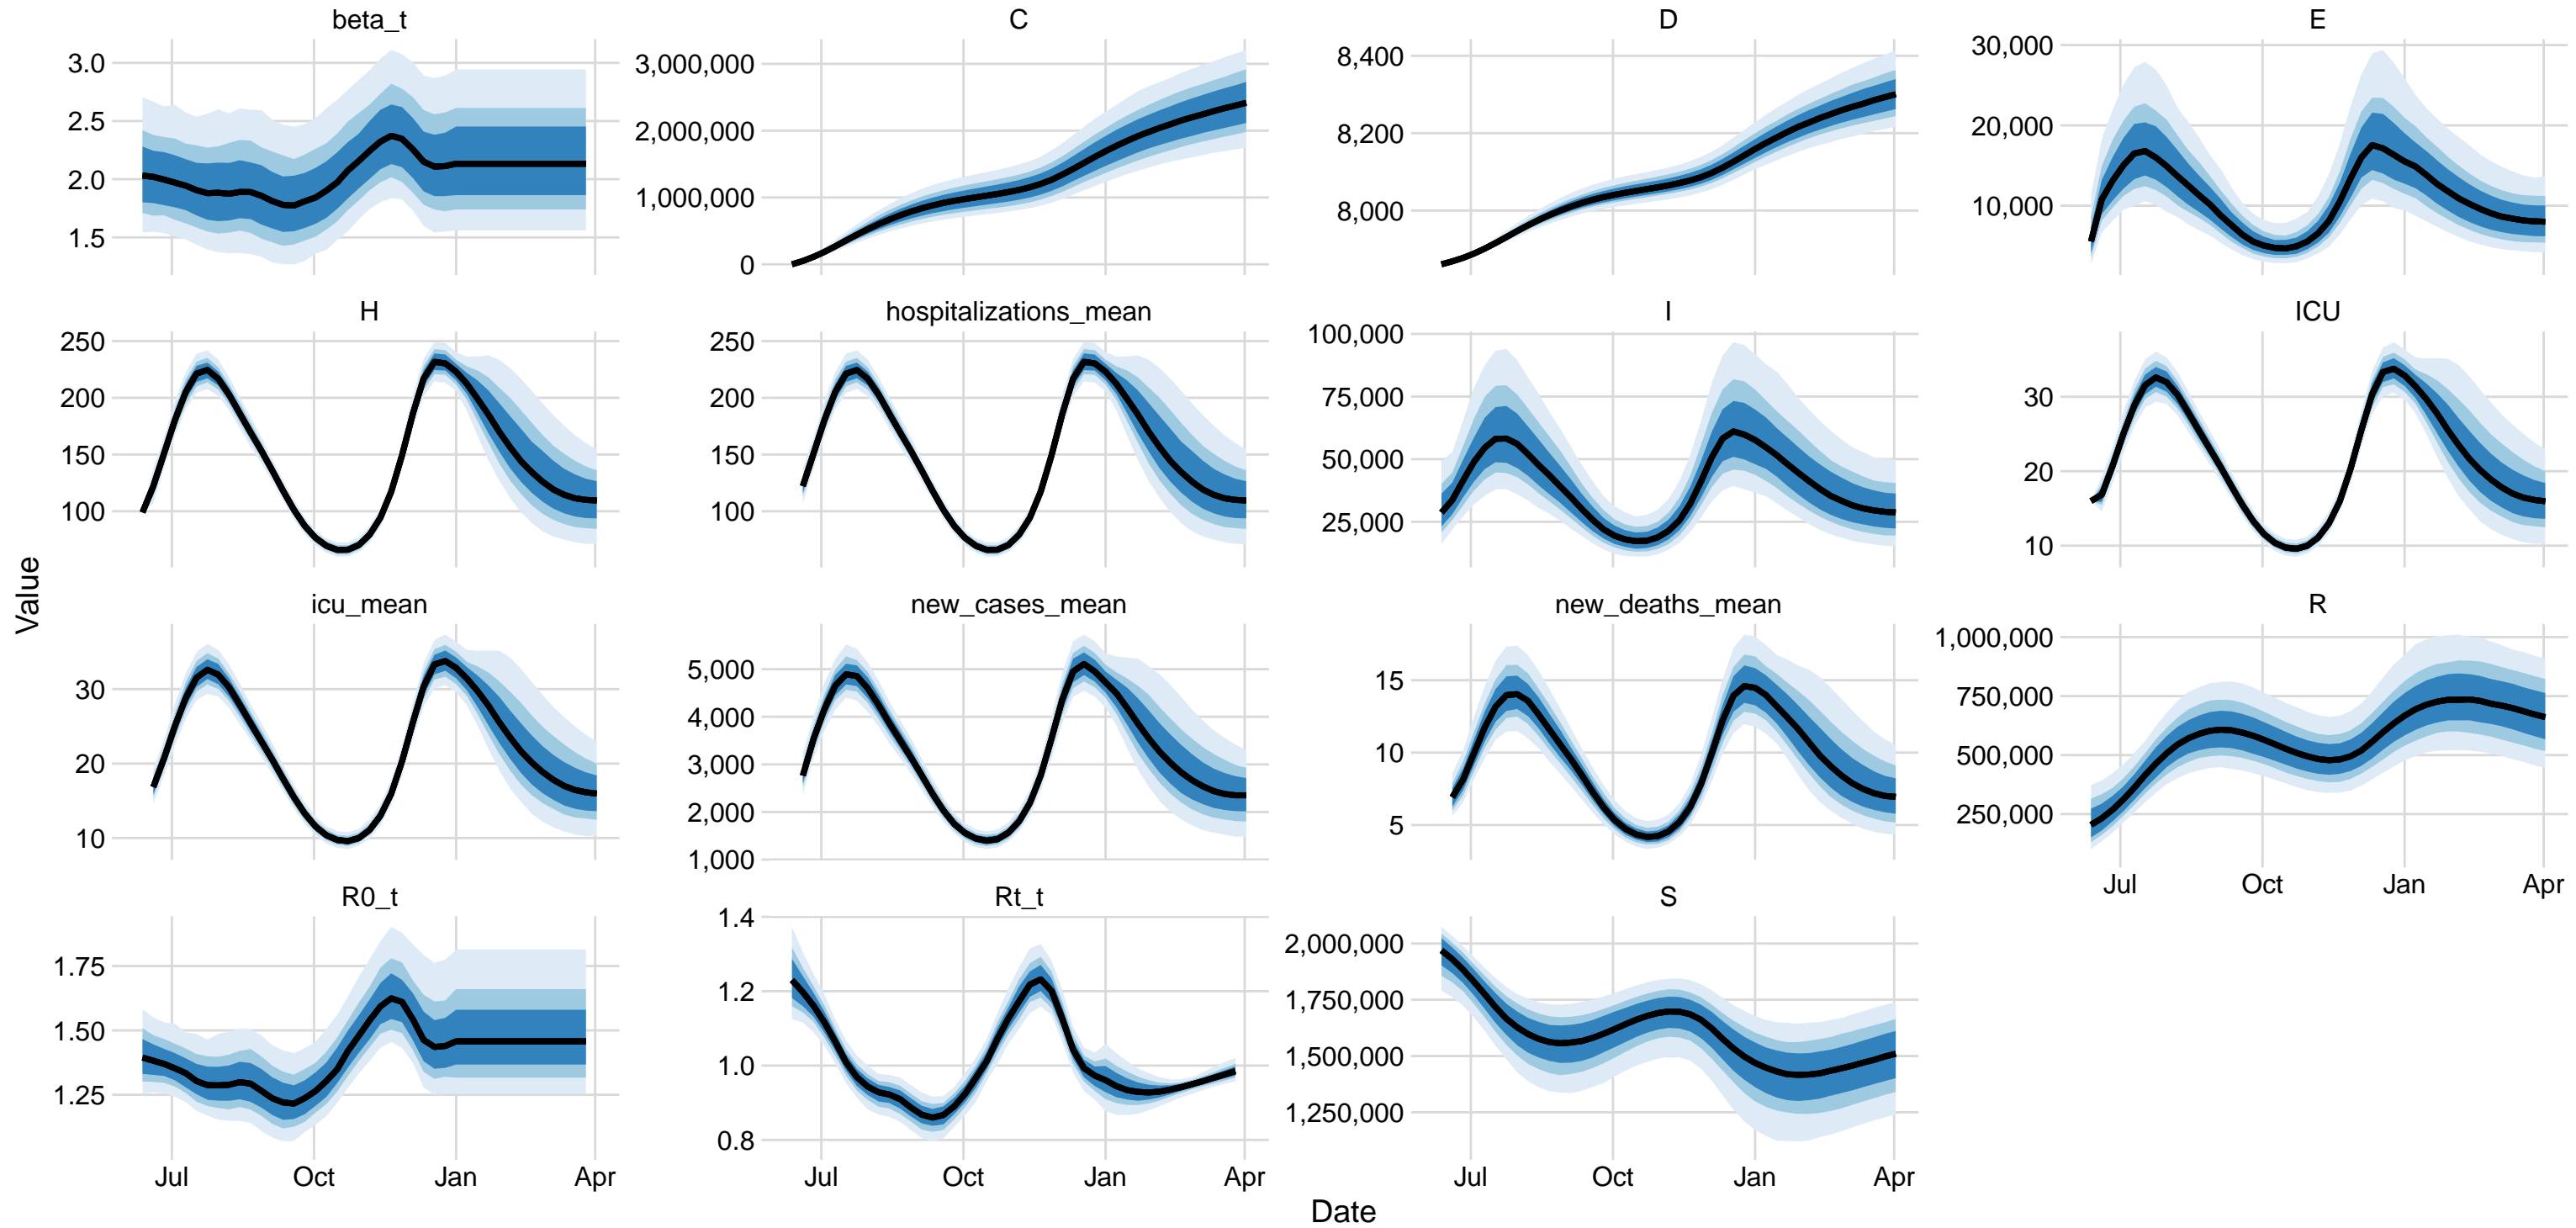 beta_t
3.0
2.5
2.0
1.5
C
3,000,000
2,000,000
1,000,000
0
D
8,400
8,200
8,000
E
30,000
20,000
10,000
H
250
200
150
100
hospitalizations_mean
250
200
150
100
I
100,000
75,000
50,000
25,000
ICU
30
20
10
icu_mean
30
20
10
new_cases_mean
5,000
4,000
3,000
2,000
1,000
new_deaths_mean
15
10
5
R
1,000,000
750,000
500,000
250,000
Jul Oct Jan Apr
R0_t
1.75
1.50
1.25
Jul Oct Jan Apr
Rt_t
1.4
1.2
1.0
0.8
Jul Oct Jan Apr
S
2,000,000
1,750,000
1,500,000
1,250,000
Jul Oct Jan Apr
Value
Date